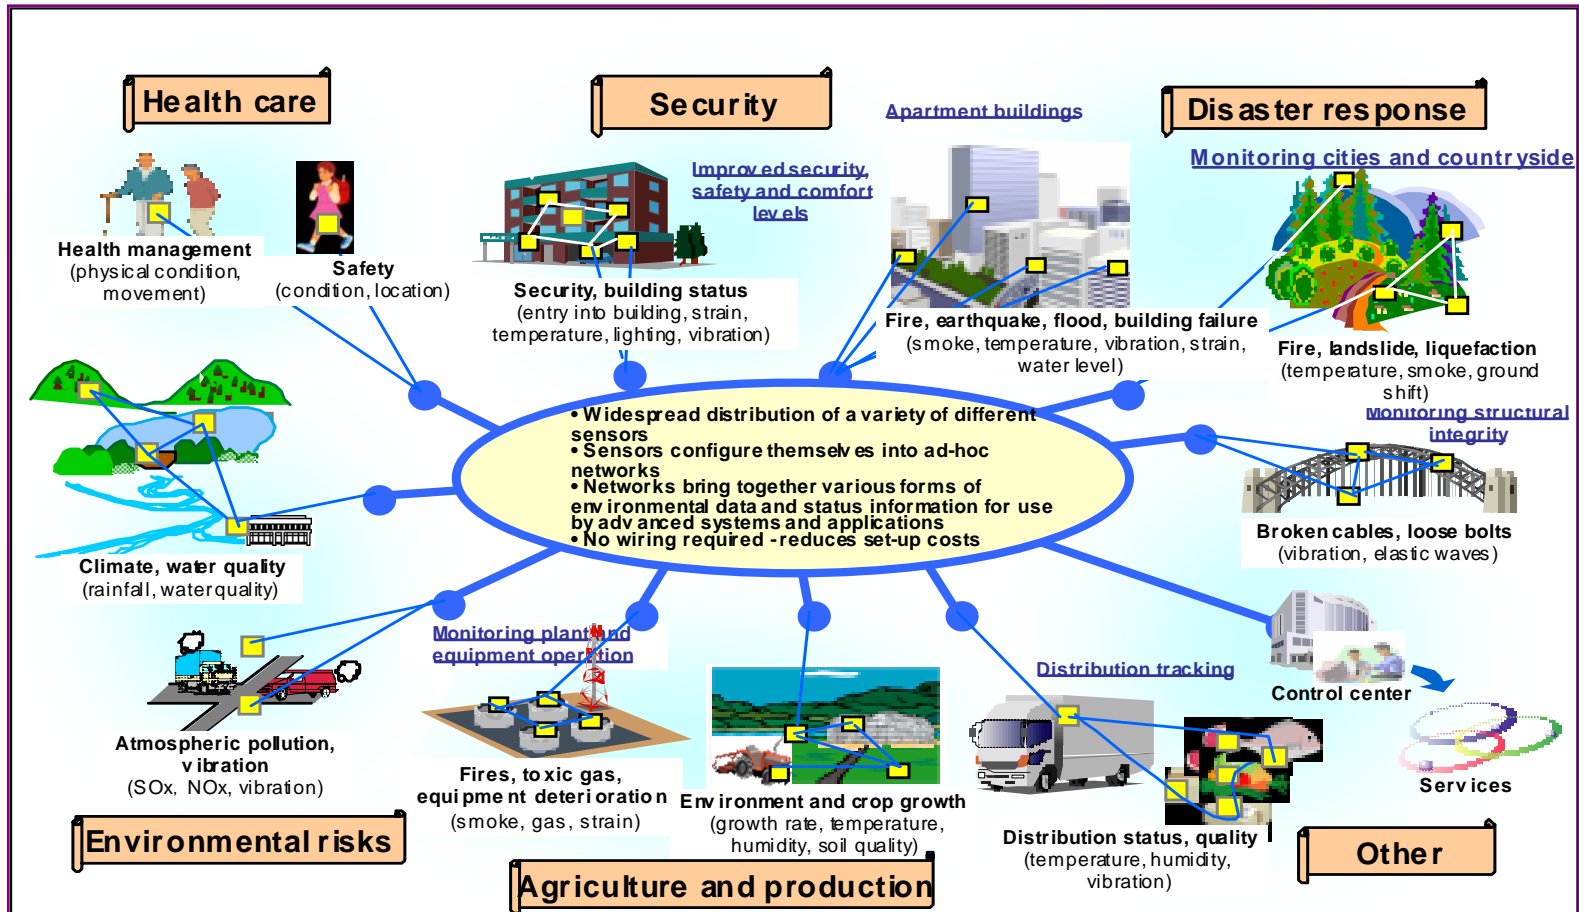 Health care
Security
Disaster response
Apartment buildings
Monitoring cities and countryside
Improved security,
safety and comfort
levels
Health management
(physical condition,
movement)
Safety
(condition, location)
Security, building status
(entry into building, strain,
temperature, lighting, vibration)
Fire, earthquake, flood, building failure
(smoke, temperature, vibration, strain,
water level)
Fire, landslide, liquefaction
(temperature, smoke, ground
shift)
Monitoring structural
integrity
• Widespread distribution of a variety of different
sensors
• Sensors configure themselves into ad-hoc
networks
• Networks bring together various forms of
environmental data and status information for use
by advanced systems and applications
• No wiring required - reduces set-up costs
Broken cables, loose bolts
(vibration, elastic waves)
Climate, water quality
(rainfall, water quality)
Monitoring plant and
equipment operation
Distribution tracking
Control center
Atmospheric pollution,
vibration
(SOx, NOx, vibration)
Fires, toxic gas,
equipment deterioration
(smoke, gas, strain)
Environment and crop growth
(growth rate, temperature,
humidity, soil quality)
Distribution status, quality
(temperature, humidity,
vibration)
Services
Environmental risks
Agriculture and production
Other